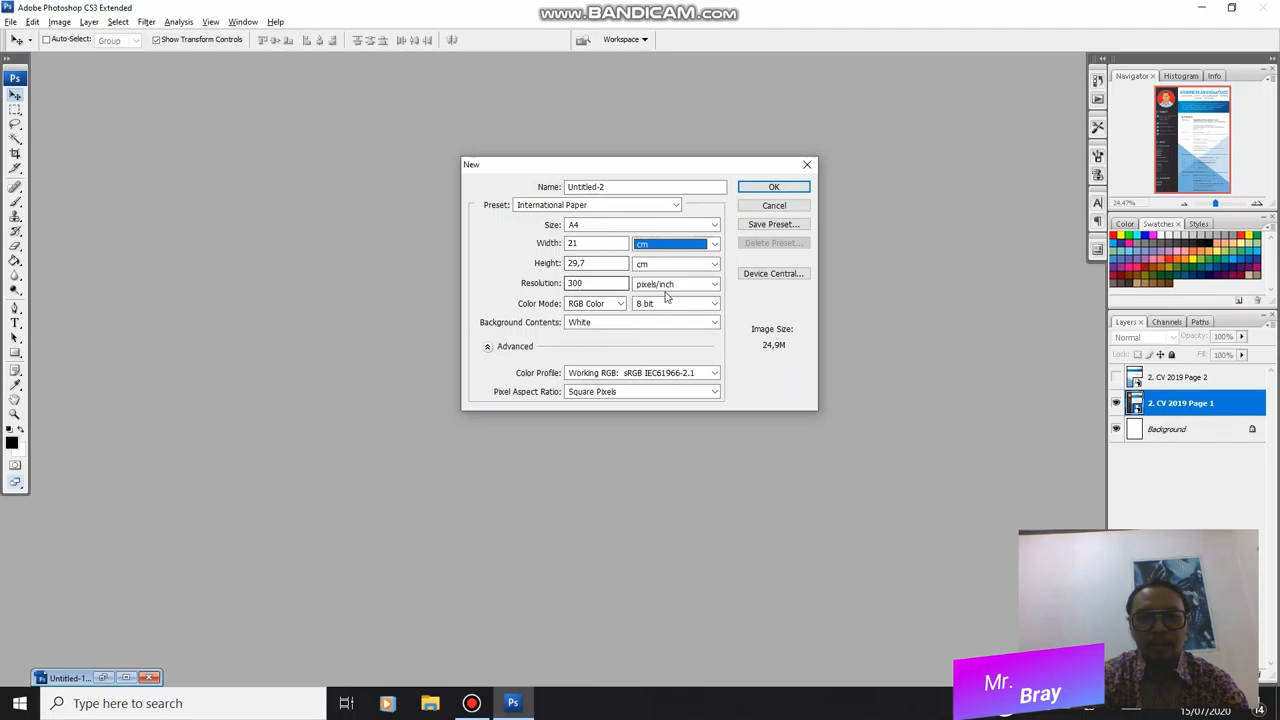 Adobe Photoshop CS3 Extended
www.BANDICAM.com
File Edit Image Layer Select Filter Analysis View Window Help
Auto-Select: Group Show Transform Controls Workspace
Navigator Histogram Info
24.47%
Color Swatches Styles
Layers Channels Paths
Normal Opacity: 100%
Lock: Fill: 100%
2. CV 2019 Page 2
2. CV 2019 Page 1
Background
New
Name: Untitled-2 OK
Preset: International Paper Cancel
Size: A4 Save Preset...
Width: 21 cm Delete Preset...
Height: 29,7 cm
Device Central...
Resolution: 300 pixels/inch
Color Mode: RGB Color 8 bit
Background Contents: White
Image Size:
24,9M
Advanced
Color Profile: Working RGB: sRGB IEC61966-2.1
Pixel Aspect Ratio: Square Pixels
Untitled-1...
Mr.
Bray
Type here to search
15/07/2020